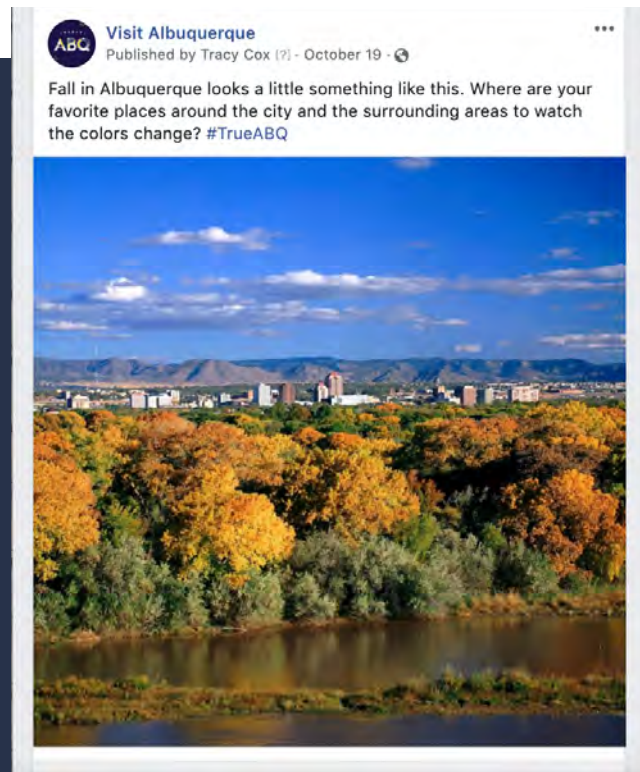 ABQ
Visit Albuquerque
Published by Tracy Cox [?] · October 19 ·
Fall in Albuquerque looks a little something like this. Where are your
favorite places around the city and the surrounding areas to watch
the colors change? #TrueABQ